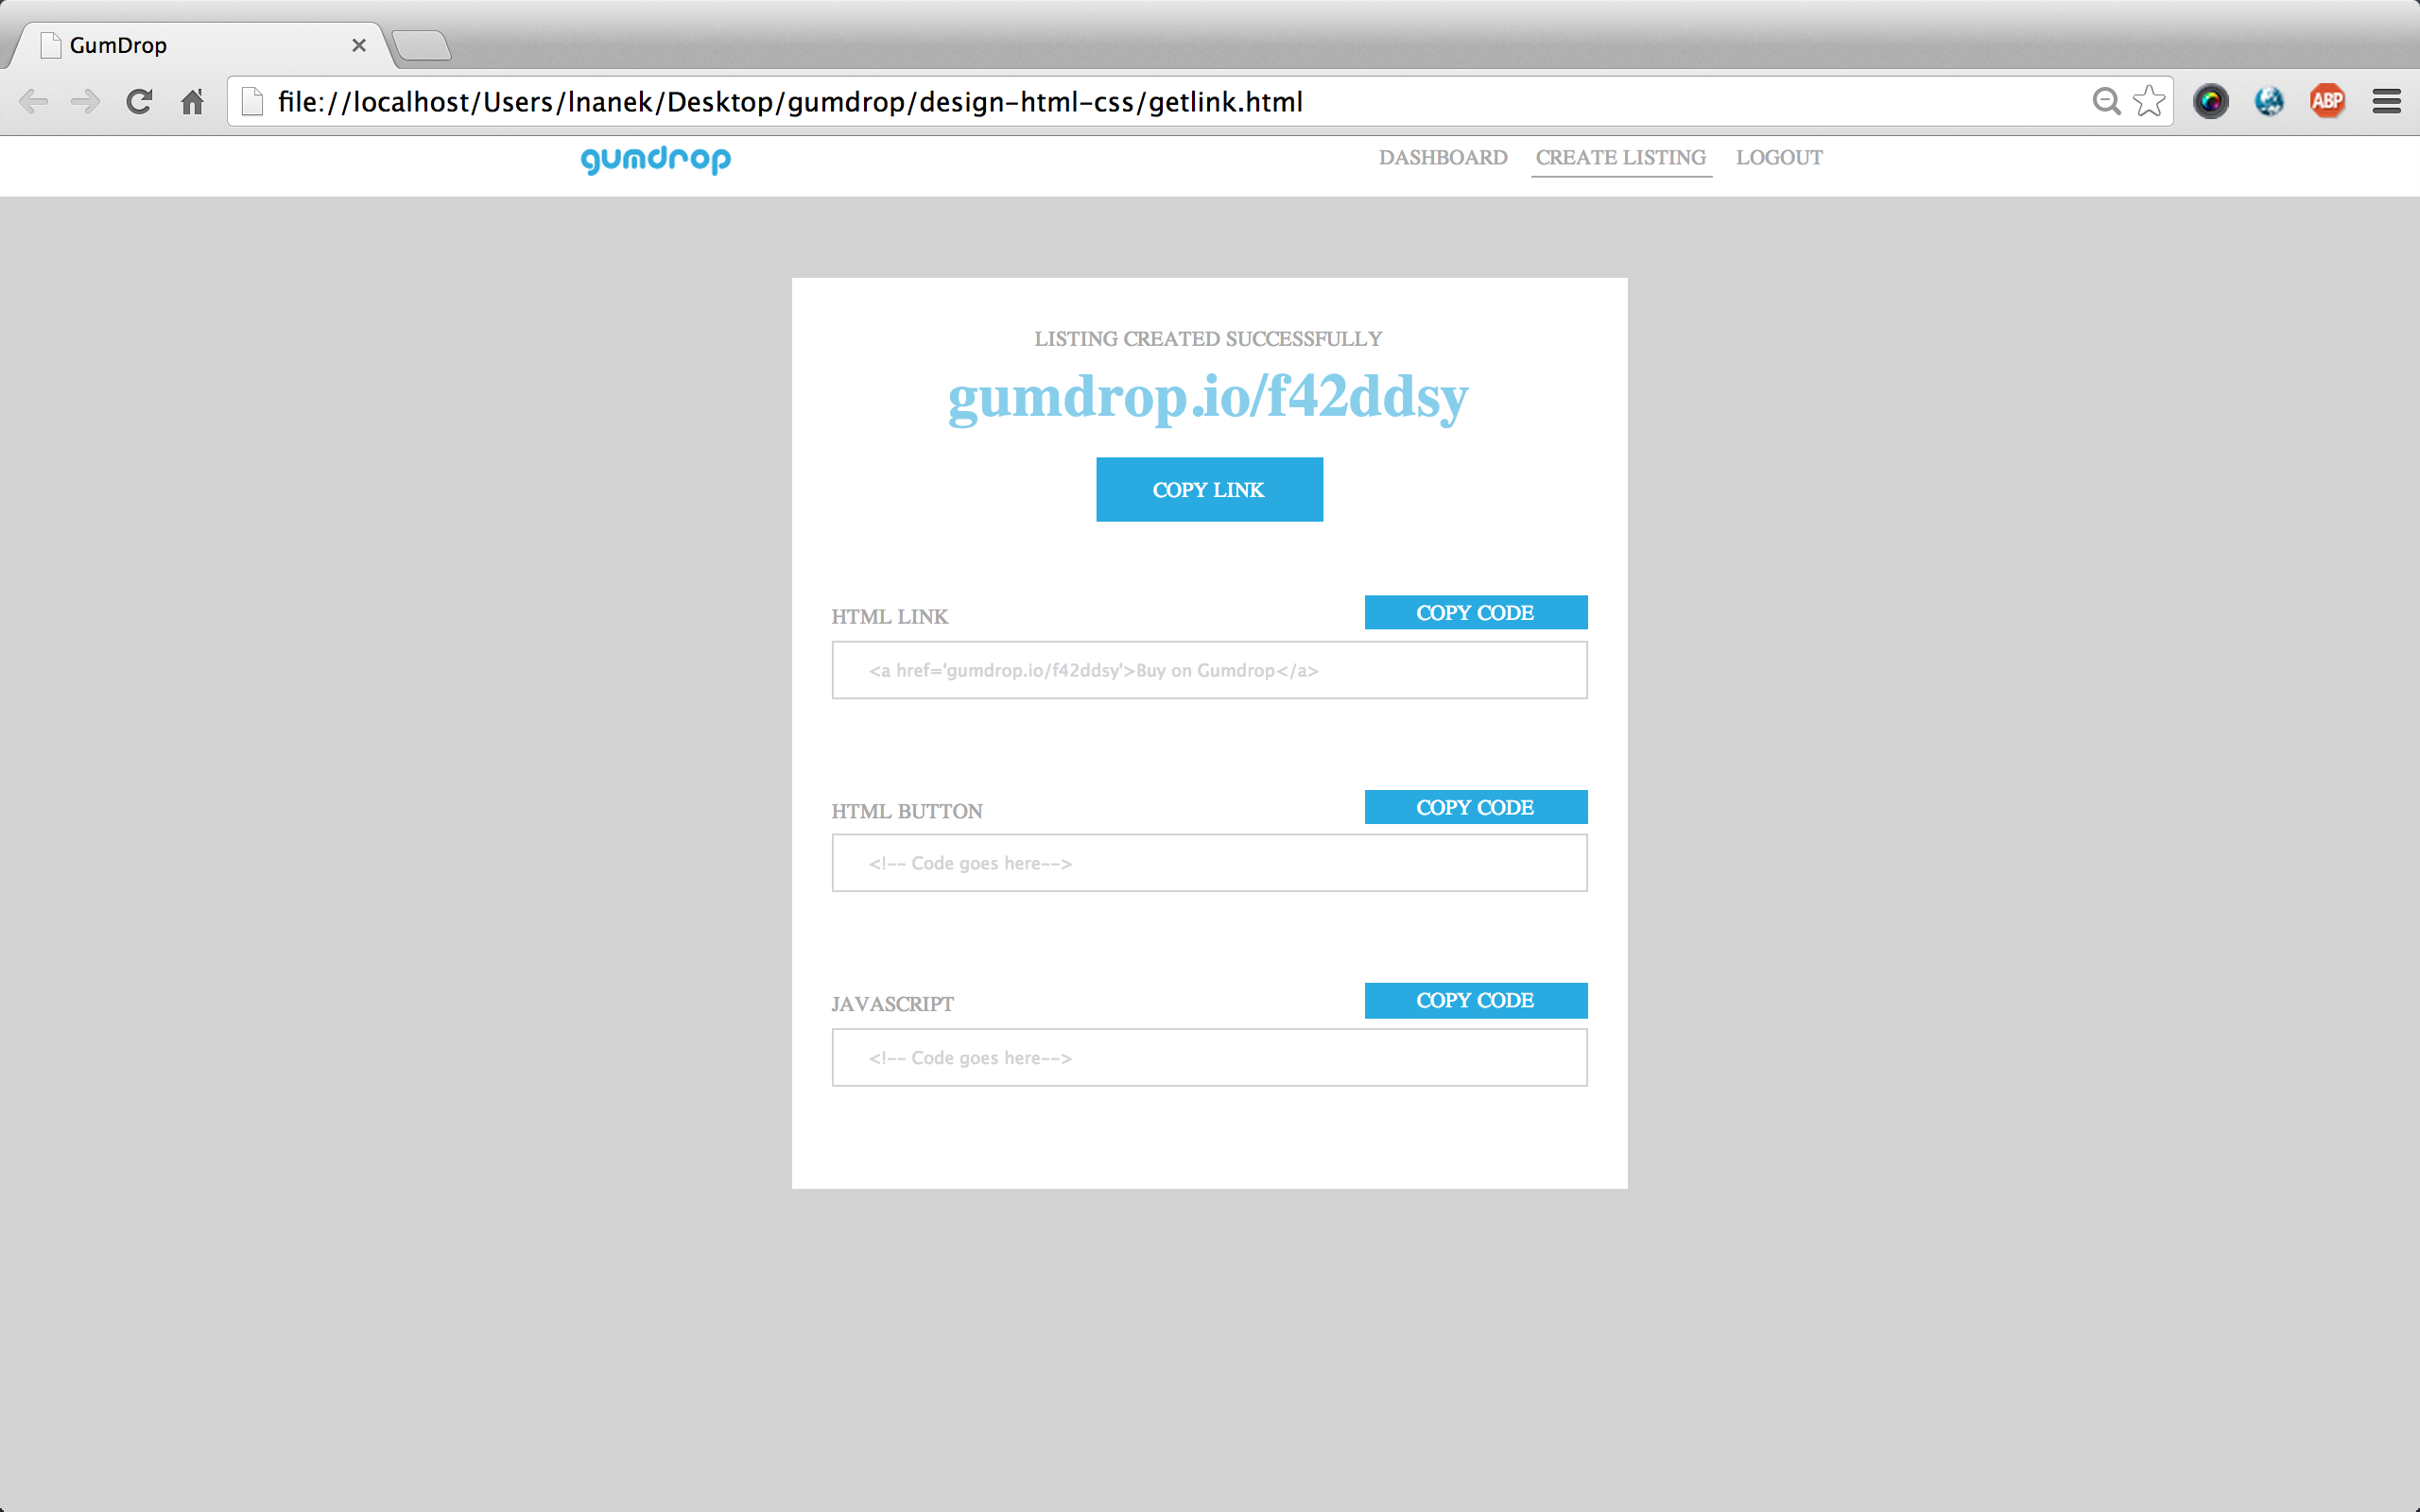 GumDrop
file://localhost/Users/lnanek/Desktop/gumdrop/design-html-css/getlink.html
ABP
gumdrop
DASHBOARD CREATE LISTING LOGOUT
LISTING CREATED SUCCESSFULLY
gumdrop.io/f42ddsy
COPY LINK
HTML LINK COPY CODE
<a href='gumdrop.io/f42ddsy'>Buy on Gumdrop</a>
HTML BUTTON COPY CODE
<!-- Code goes here-->
JAVASCRIPT COPY CODE
<!-- Code goes here-->